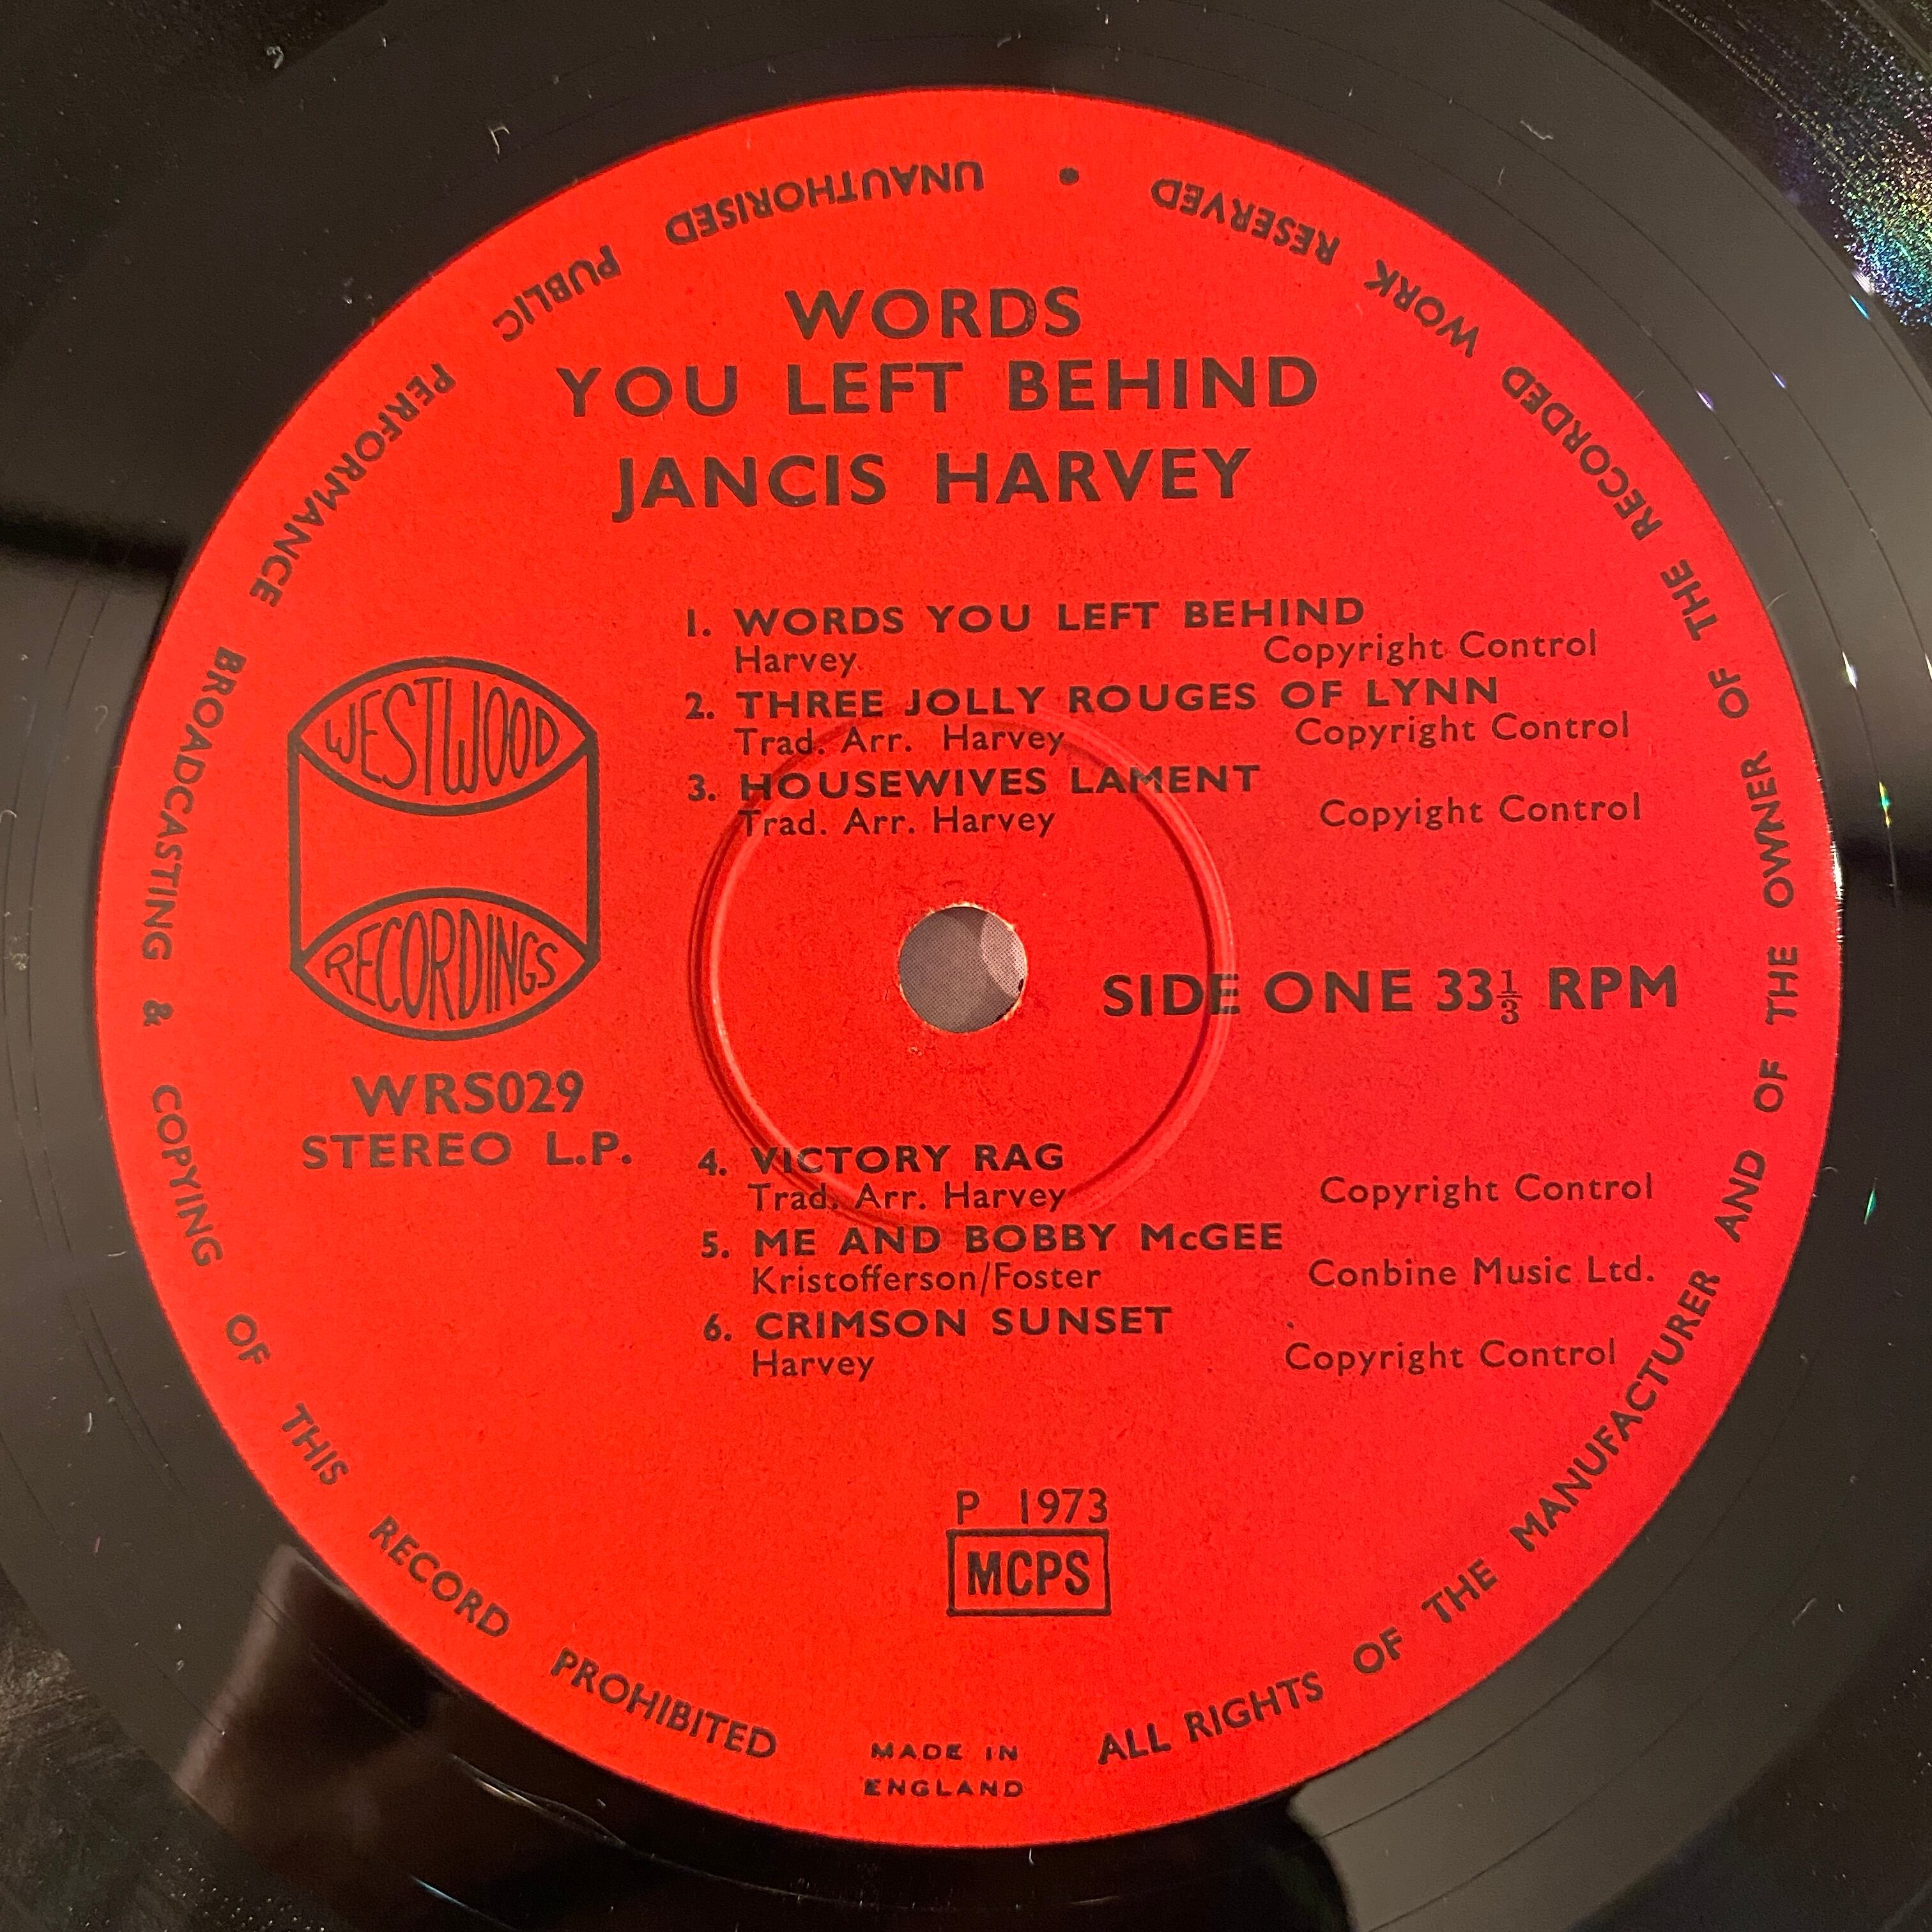 WORDS
YOU LEFT BEHIND
JANCIS HARVEY
1. WORDS YOU LEFT BEHIND
Harvey Copyright Control
2. THREE JOLLY ROUGES OF LYNN
Trad. Arr. Harvey Copyright Control
3. HOUSEWIVES LAMENT
Trad. Arr. Harvey Copyight Control
WESTWOOD
RECORDINGS
SIDE ONE 33⅓ RPM
WRS029
STEREO L.P.
4. VICTORY RAG
Trad. Arr. Harvey Copyright Control
5. ME AND BOBBY McGEE
Kristofferson/Foster Conbine Music Ltd.
6. CRIMSON SUNSET
Harvey Copyright Control
P 1973
MCPS
MADE IN
ENGLAND
ALL RIGHTS OF THE MANUFACTURER AND OF THE OWNER OF THE RECORDED WORK RESERVED • UNAUTHORISED PUBLIC PERFORMANCE BROADCASTING & COPYING OF THIS RECORD PROHIBITED